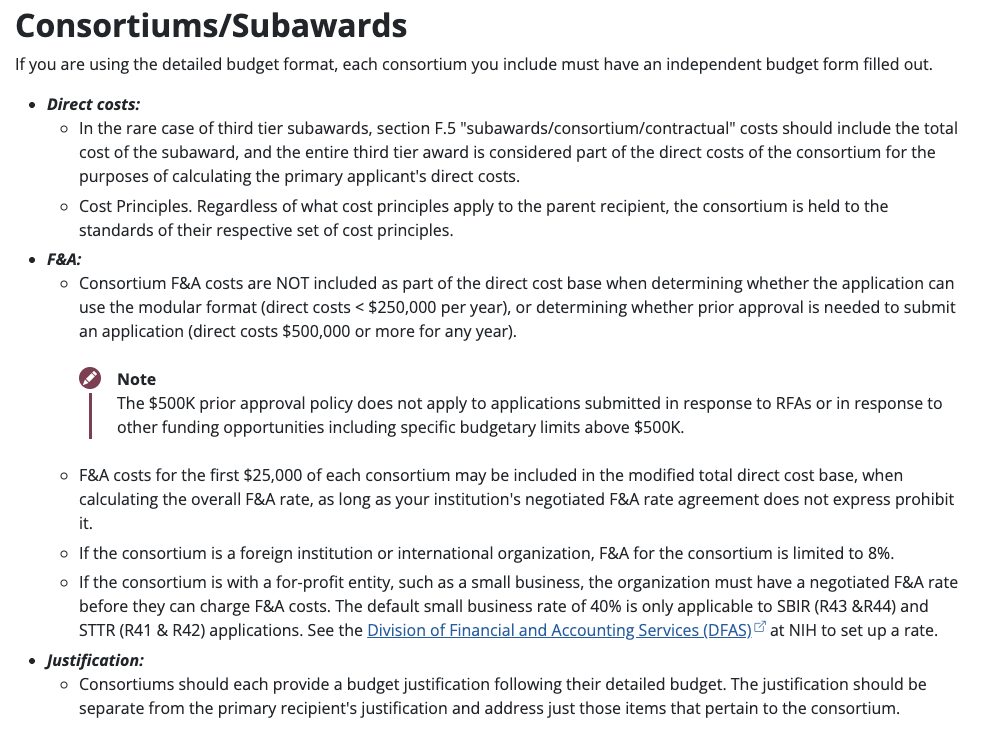 Consortiums/Subawards
If you are using the detailed budget format, each consortium you include must have an independent budget form filled out.
• Direct costs:
○ In the rare case of third tier subawards, section F.5 "subawards/consortium/contractual" costs should include the total
cost of the subaward, and the entire third tier award is considered part of the direct costs of the consortium for the
purposes of calculating the primary applicant's direct costs.
○ Cost Principles. Regardless of what cost principles apply to the parent recipient, the consortium is held to the
standards of their respective set of cost principles.
• F&A:
○ Consortium F&A costs are NOT included as part of the direct cost base when determining whether the application can
use the modular format (direct costs < $250,000 per year), or determining whether prior approval is needed to submit
an application (direct costs $500,000 or more for any year).
Note
The $500K prior approval policy does not apply to applications submitted in response to RFAs or in response to
other funding opportunities including specific budgetary limits above $500K.
○ F&A costs for the first $25,000 of each consortium may be included in the modified total direct cost base, when
calculating the overall F&A rate, as long as your institution's negotiated F&A rate agreement does not express prohibit
it.
○ If the consortium is a foreign institution or international organization, F&A for the consortium is limited to 8%.
○ If the consortium is with a for-profit entity, such as a small business, the organization must have a negotiated F&A rate
before they can charge F&A costs. The default small business rate of 40% is only applicable to SBIR (R43 &R44) and
STTR (R41 & R42) applications. See the Division of Financial and Accounting Services (DFAS) at NIH to set up a rate.
• Justification:
○ Consortiums should each provide a budget justification following their detailed budget. The justification should be
separate from the primary recipient's justification and address just those items that pertain to the consortium.